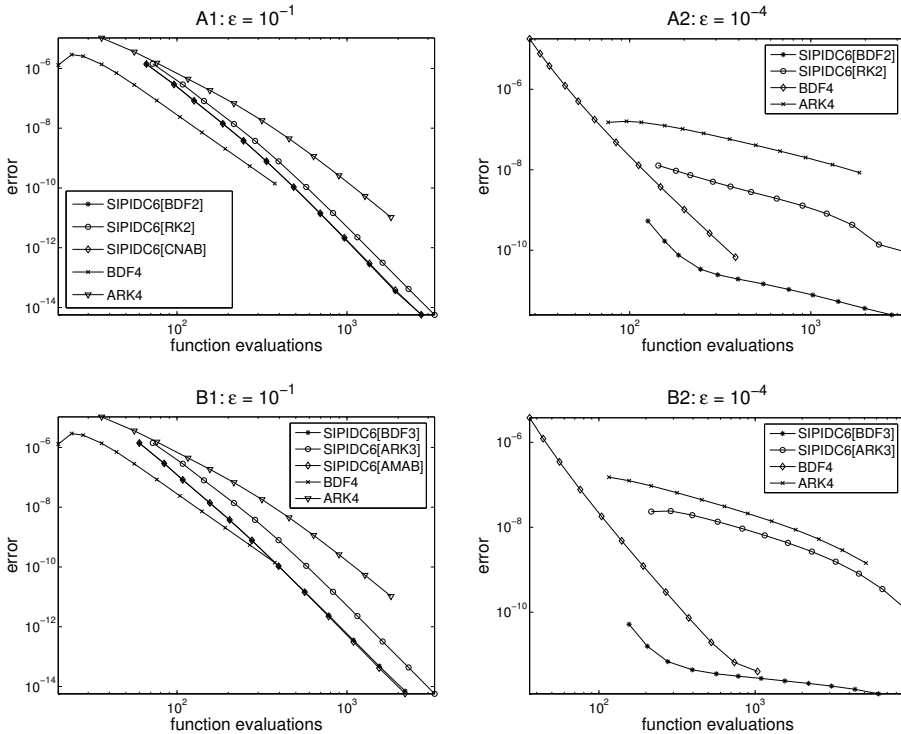 A1: ε = 10⁻¹
10⁻⁶
10⁻⁸
10⁻¹⁰
10⁻¹²
10⁻¹⁴
error
SIPIDC6[BDF2]
SIPIDC6[RK2]
SIPIDC6[CNAB]
BDF4
ARK4
10²
10³
function evaluations
A2: ε = 10⁻⁴
10⁻⁶
10⁻⁸
10⁻¹⁰
error
SIPIDC6[BDF2]
SIPIDC6[RK2]
BDF4
ARK4
10²
10³
function evaluations
B1: ε = 10⁻¹
10⁻⁶
10⁻⁸
10⁻¹⁰
10⁻¹²
10⁻¹⁴
error
SIPIDC6[BDF3]
SIPIDC6[ARK3]
SIPIDC6[AMAB]
BDF4
ARK4
10²
10³
function evaluations
B2: ε = 10⁻⁴
10⁻⁶
10⁻⁸
10⁻¹⁰
error
SIPIDC6[BDF3]
SIPIDC6[ARK3]
BDF4
ARK4
10²
10³
function evaluations